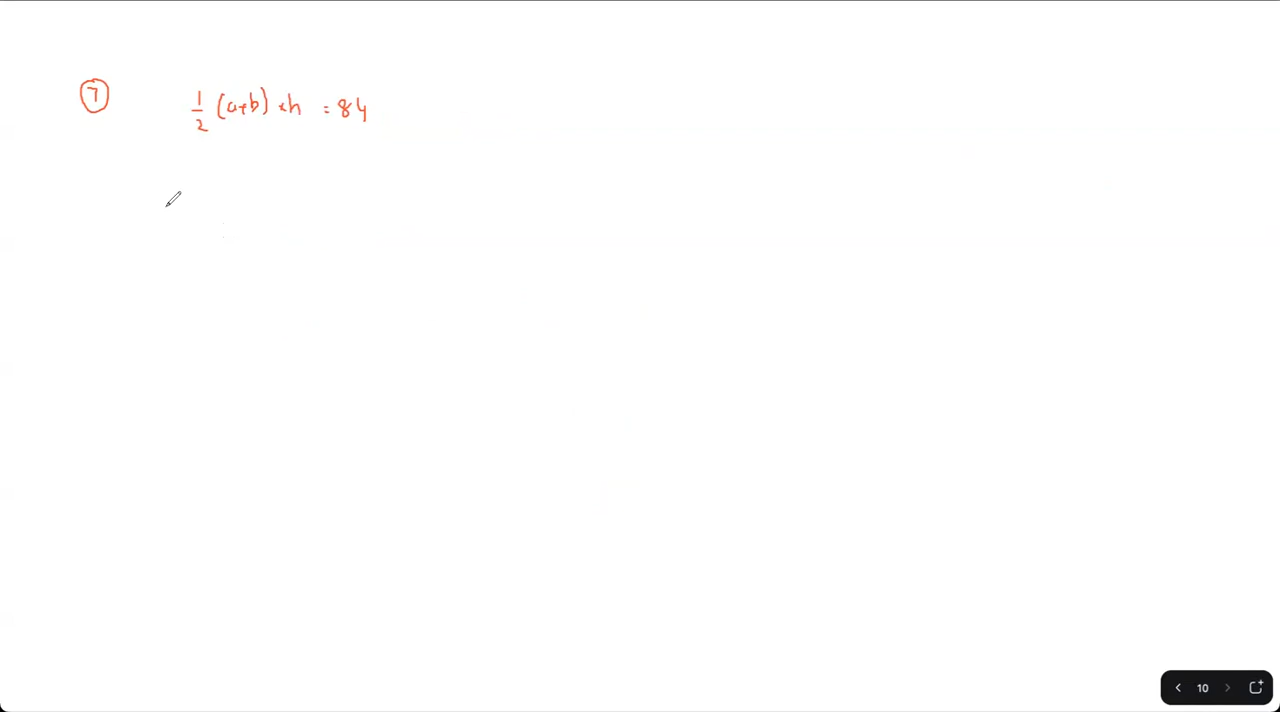 7 1/2 (a+b) × h = 84
10